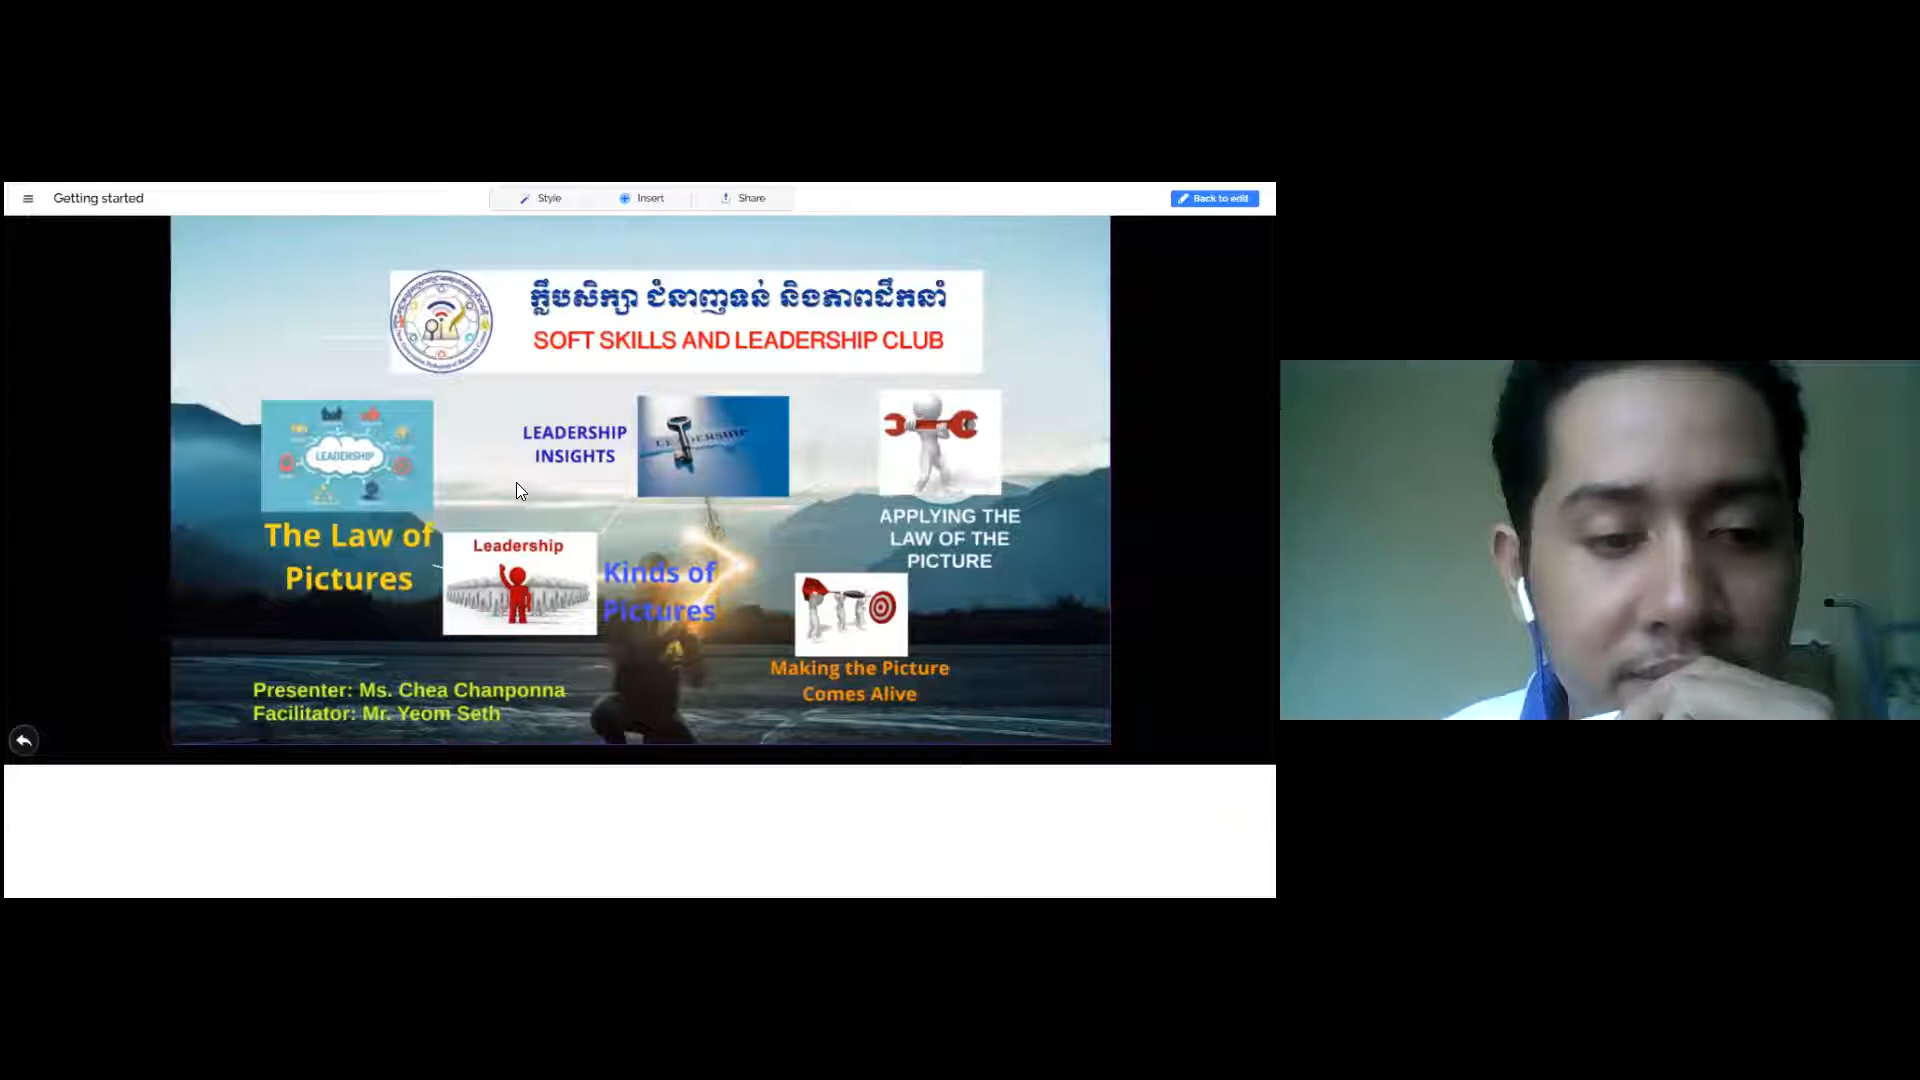 Getting started
Style
Insert
Share
Back to edit
ក្លឹបសិក្សា ជំនាញទន់ និងភាពដឹកនាំ
SOFT SKILLS AND LEADERSHIP CLUB
LEADERSHIP
The Law of
Pictures
LEADERSHIP
INSIGHTS
LEADERSHIP
Leadership
Kinds of
Pictures
APPLYING THE
LAW OF THE
PICTURE
Making the Picture
Comes Alive
Presenter: Ms. Chea Chanponna
Facilitator: Mr. Yeom Seth